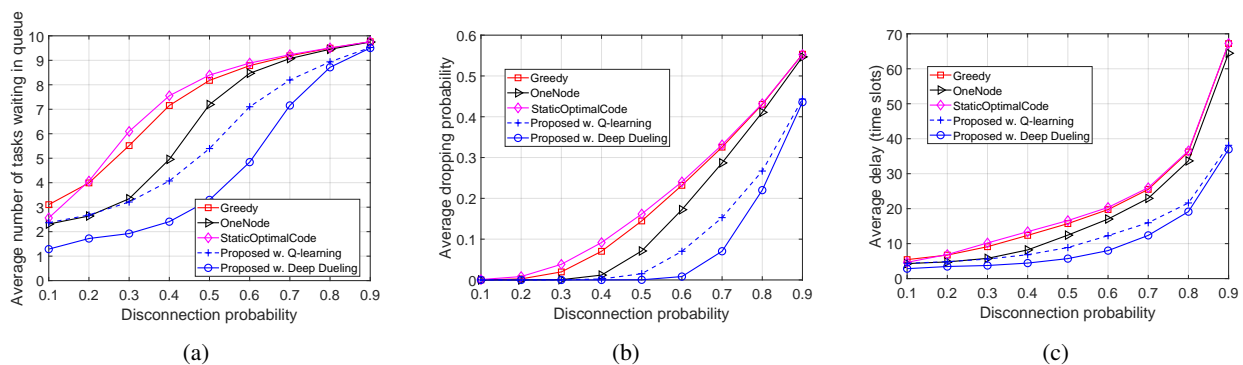 Average number of tasks waiting in queue
10
9
8
7
6
5
4
3
2
1
0
Greedy
OneNode
StaticOptimalCode
Proposed w. Q-learning
Proposed w. Deep Dueling
0.1 0.2 0.3 0.4 0.5 0.6 0.7 0.8 0.9
Disconnection probability
(a)
Average dropping probability
0.6
0.5
0.4
0.3
0.2
0.1
0
Greedy
OneNode
StaticOptimalCode
Proposed w. Q-learning
Proposed w. Deep Dueling
0.1 0.2 0.3 0.4 0.5 0.6 0.7 0.8 0.9
Disconnection probability
(b)
Average delay (time slots)
70
60
50
40
30
20
10
0
Greedy
OneNode
StaticOptimalCode
Proposed w. Q-learning
Proposed w. Deep Dueling
0.1 0.2 0.3 0.4 0.5 0.6 0.7 0.8 0.9
Disconnection probability
(c)